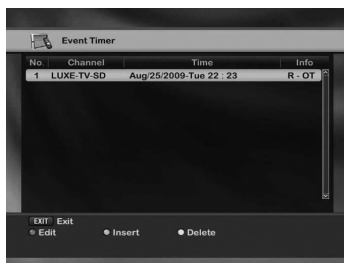 Event Timer
No. Channel Time Info
1 LUXE-TV-SD Aug/25/2009-Tue 22 : 23 R - OT
EXIT Exit
Edit Insert Delete